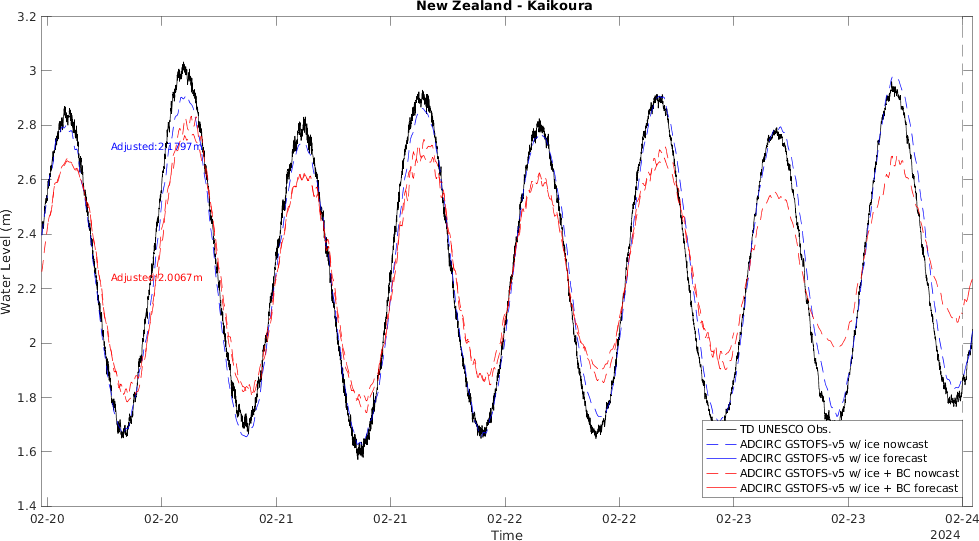 New Zealand - Kaikoura
3.2
3
2.8
2.6
2.4
2.2
2
1.8
1.6
1.4
Water Level (m)
Adjusted:2.1797m
Adjusted:2.0067m
TD UNESCO Obs.
ADCIRC GSTOFS-v5 w/ ice nowcast
ADCIRC GSTOFS-v5 w/ ice forecast
ADCIRC GSTOFS-v5 w/ ice + BC nowcast
ADCIRC GSTOFS-v5 w/ ice + BC forecast
02-20 02-20 02-21 02-21 02-22 02-22 02-23 02-23 02-24
Time
2024